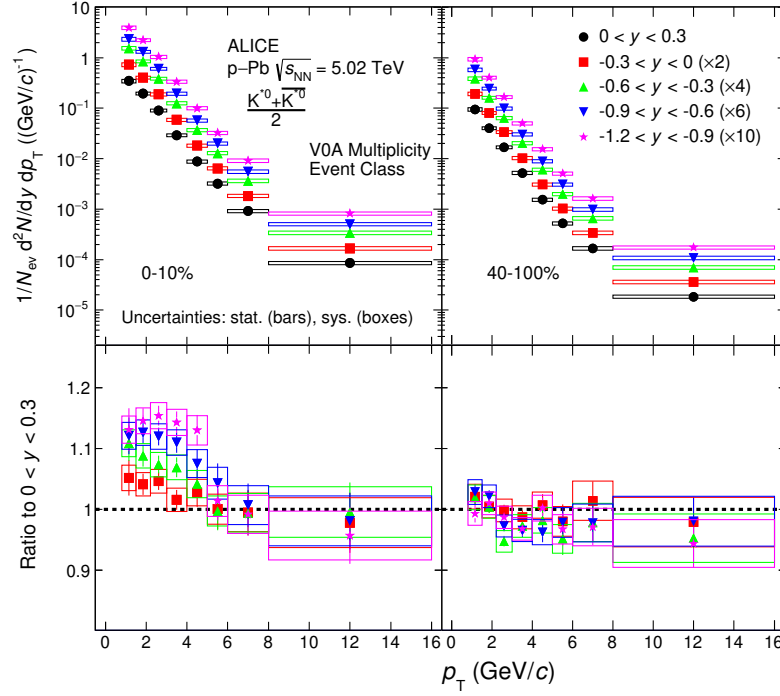 1/N_ev d²N/dy dp_T ((GeV/c)⁻¹)
10
1
10⁻¹
10⁻²
10⁻³
10⁻⁴
10⁻⁵
ALICE
p–Pb √s_NN = 5.02 TeV
K*⁰+K̅*⁰
2
V0A Multiplicity
Event Class
0-10%
Uncertainties: stat. (bars), sys. (boxes)
0 < y < 0.3
-0.3 < y < 0 (×2)
-0.6 < y < -0.3 (×4)
-0.9 < y < -0.6 (×6)
-1.2 < y < -0.9 (×10)
40-100%
Ratio to 0 < y < 0.3
1.2
1.1
1
0.9
0 2 4 6 8 10 12 14 16
0 2 4 6 8 10 12 14 16
p_T (GeV/c)